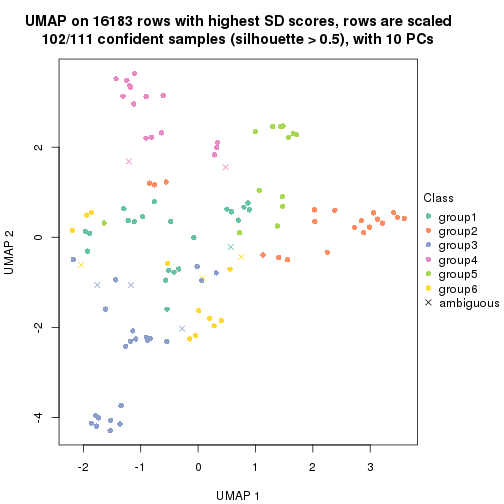 UMAP on 16183 rows with highest SD scores, rows are scaled
102/111 confident samples (silhouette > 0.5), with 10 PCs
UMAP 2
2
0
-2
-4
-2
-1
0
1
2
3
UMAP 1
Class
group1
group2
group3
group4
group5
group6
ambiguous